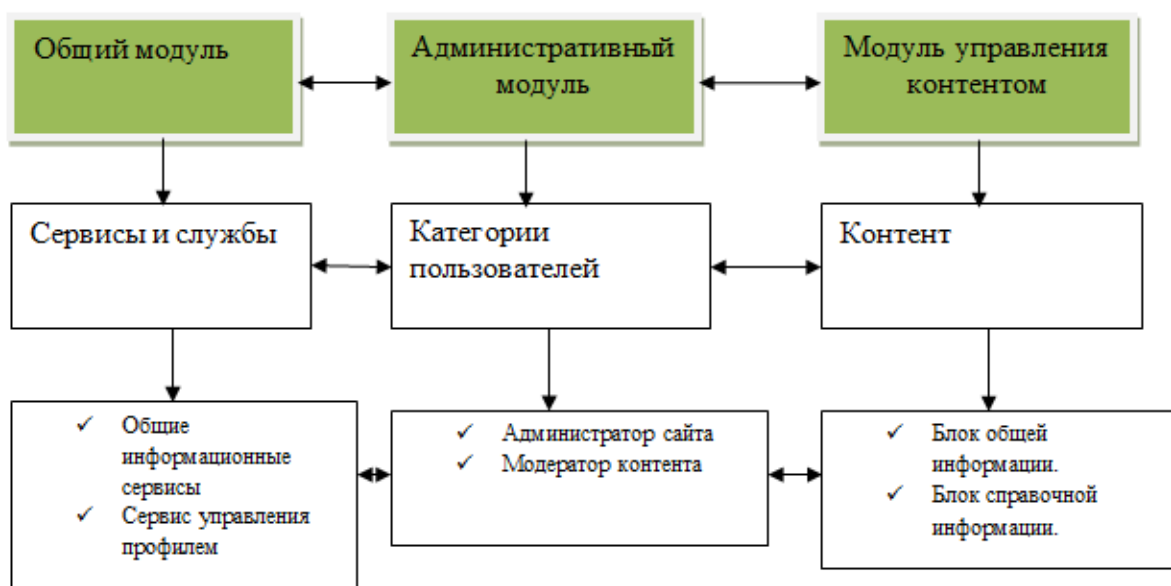 Общий модуль
Административный
модуль
Модуль управления
контентом
Сервисы и службы
Категории
пользователей
Контент
✓ Общие
информационные
сервисы
✓ Сервис управления
профилем
✓ Администратор сайта
✓ Модератор контента
✓ Блок общей
информации.
✓ Блок справочной
информации.